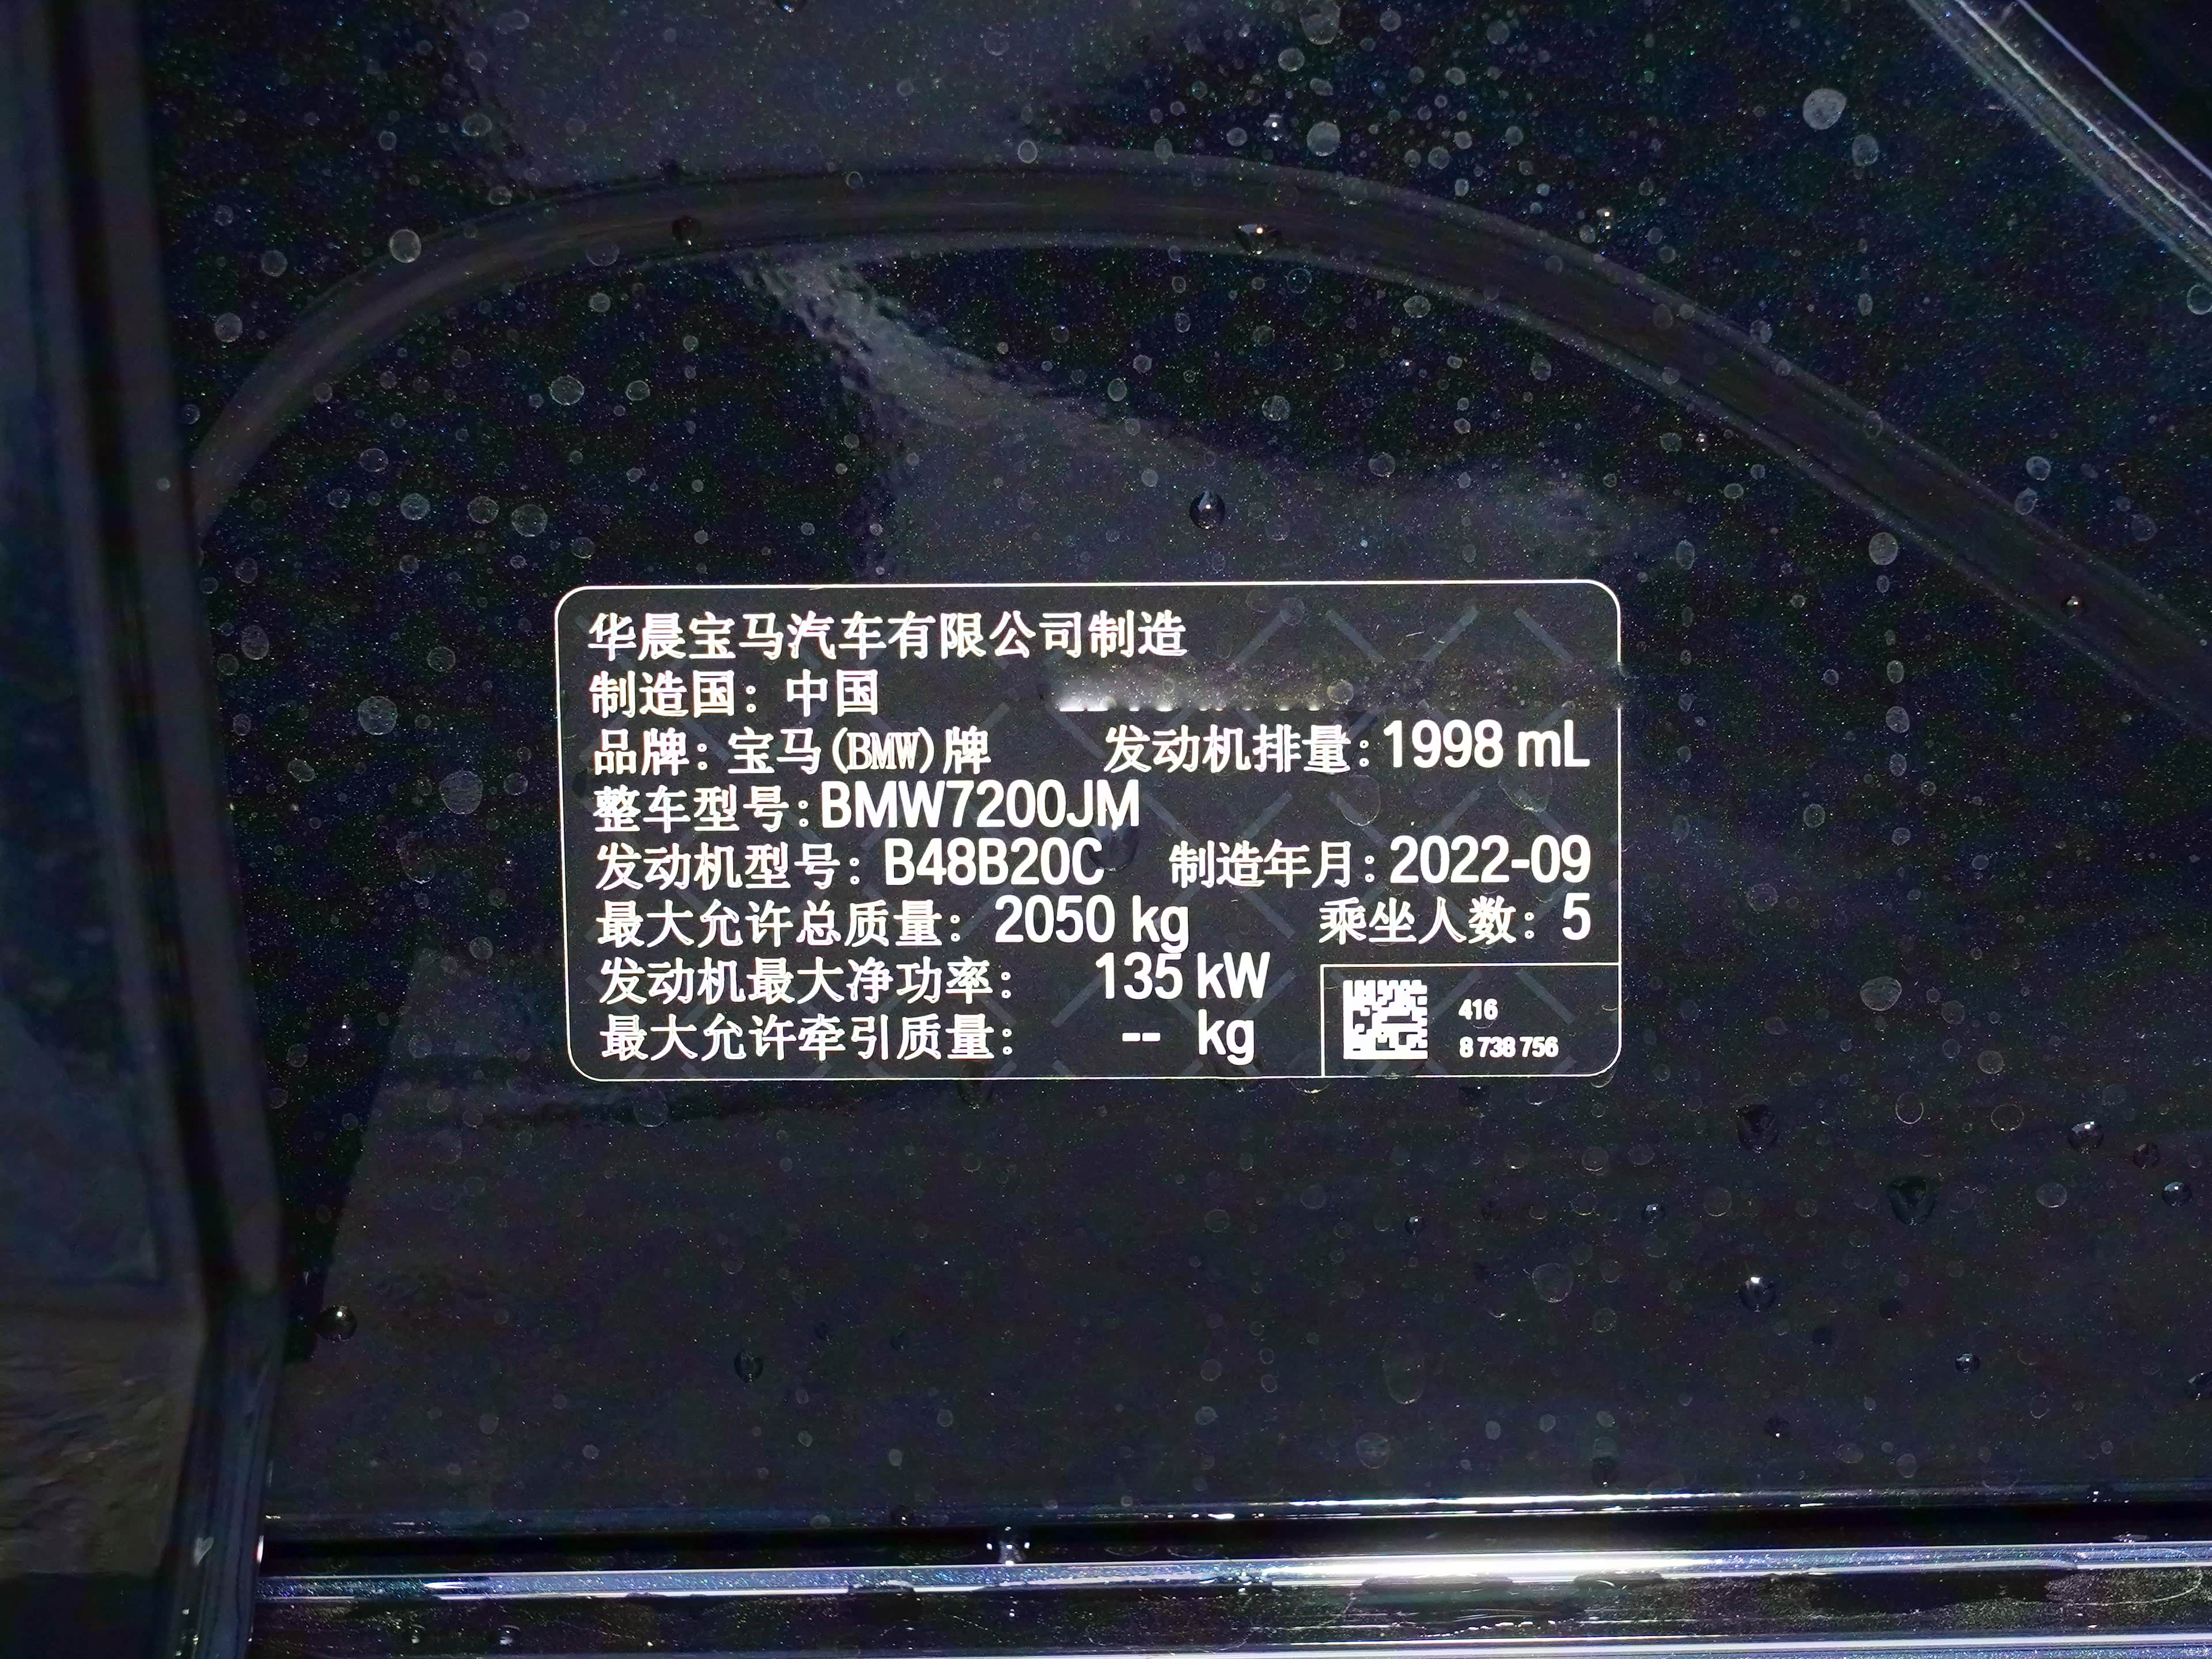 华晨宝马汽车有限公司制造
制造国：中国
品牌：宝马(BMW)牌 发动机排量：1998 mL
整车型号：BMW7200JM
发动机型号：B48B20C 制造年月：2022-09
最大允许总质量：2050 kg 乘坐人数：5
发动机最大净功率：135 kW
最大允许牵引质量：-- kg
416
8 738 756